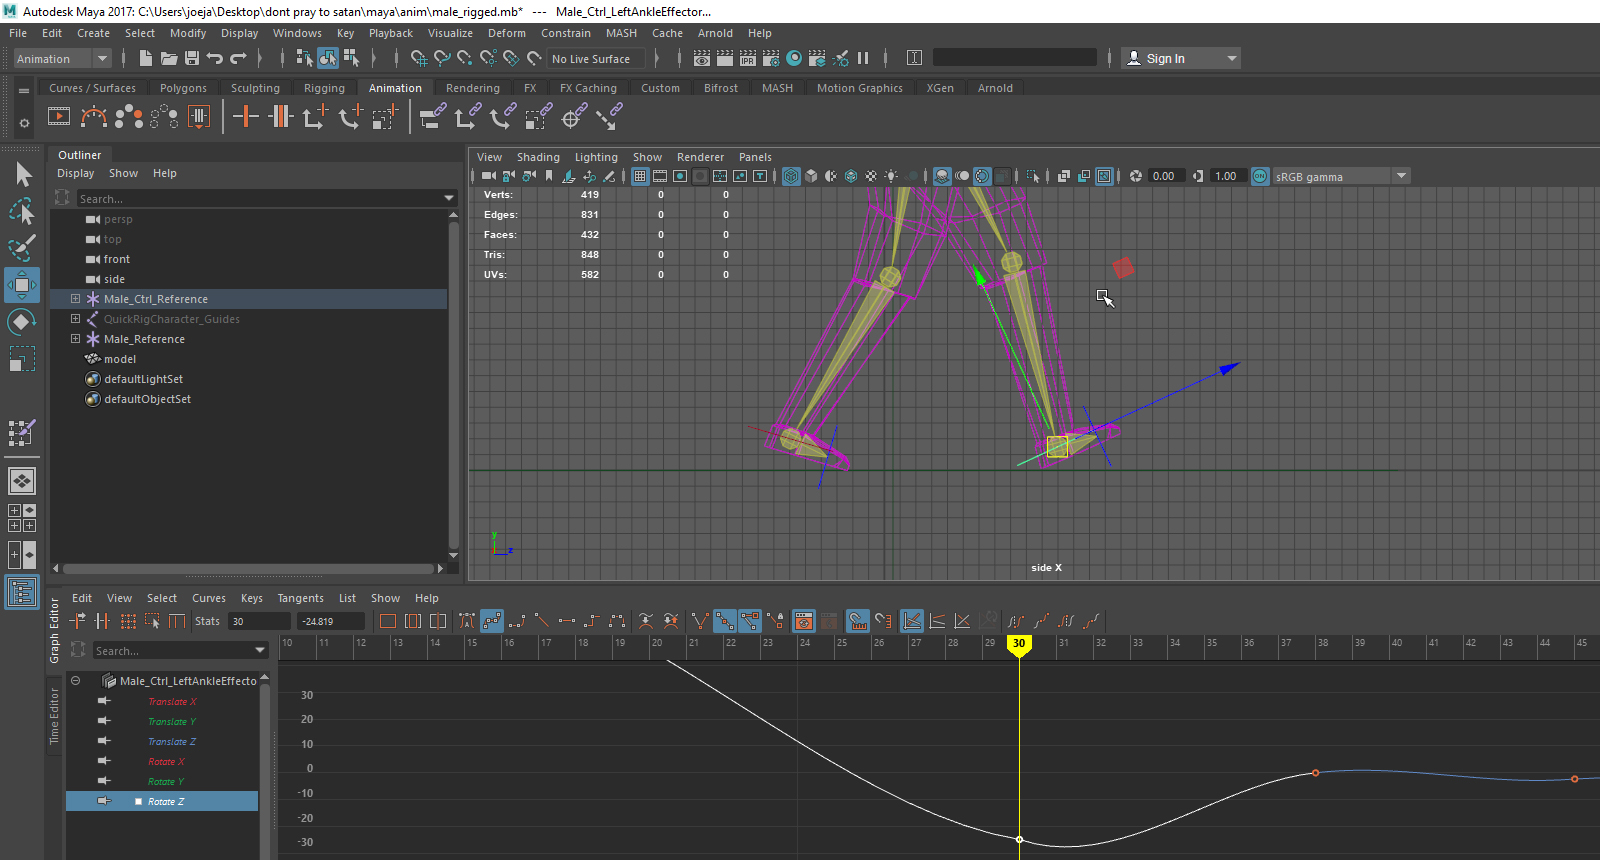 Autodesk Maya 2017: C:\Users\joeja\Desktop\dont pray to satan\maya\anim\male_rigged.mb*   ---   Male_Ctrl_LeftAnkleEffector...
File Edit Create Select Modify Display Windows Key Playback Visualize Deform Constrain MASH Cache Arnold Help
Animation No Live Surface IPR Sign In
Curves / Surfaces Polygons Sculpting Rigging Animation Rendering FX FX Caching Custom Bifrost MASH Motion Graphics XGen Arnold
Outliner
Display Show Help
Search...
persp
top
front
side
Male_Ctrl_Reference
QuickRigCharacter_Guides
Male_Reference
model
defaultLightSet
defaultObjectSet
View Shading Lighting Show Renderer Panels
0.00 1.00 ON sRGB gamma
Verts: 419 0 0
Edges: 831 0 0
Faces: 432 0 0
Tris: 848 0 0
UVs: 582 0 0
y
z
side X
Graph Editor
Time Editor
Edit View Select Curves Keys Tangents List Show Help
Stats 30 -24.819
Search...
Male_Ctrl_LeftAnkleEffecto
Translate X
Translate Y
Translate Z
Rotate X
Rotate Y
Rotate Z
10 11 12 13 14 15 16 17 18 19 20 21 22 23 24 25 26 27 28 29 30 31 32 33 34 35 36 37 38 39 40 41 42 43 44 45
30
20
10
0
-10
-20
-30